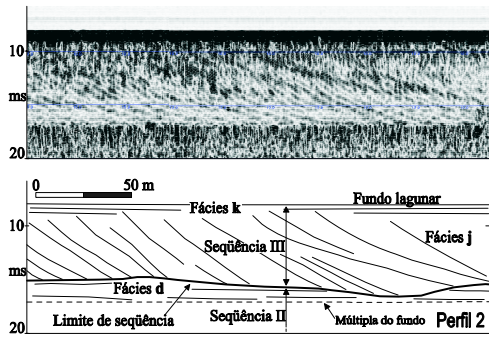 10
ms
20
0 50 m
Fácies k
Fundo lagunar
10
Seqüência III
Fácies j
ms
Fácies d
Limite de seqüência
Seqüência II
Múltipla do fundo
Perfil 2
20